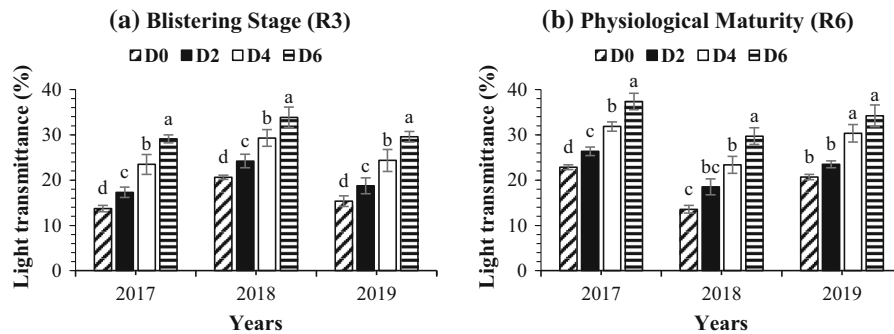 (a) Blistering Stage (R3)
D0 D2 D4 D6
Light transmittance (%)
40
30
20
10
0
d c b a
d c b a
d c b a
2017 2018 2019
Years
(b) Physiological Maturity (R6)
D0 D2 D4 D6
Light transmittance (%)
40
30
20
10
0
d c b a
c bc b a
b b a a
2017 2018 2019
Years